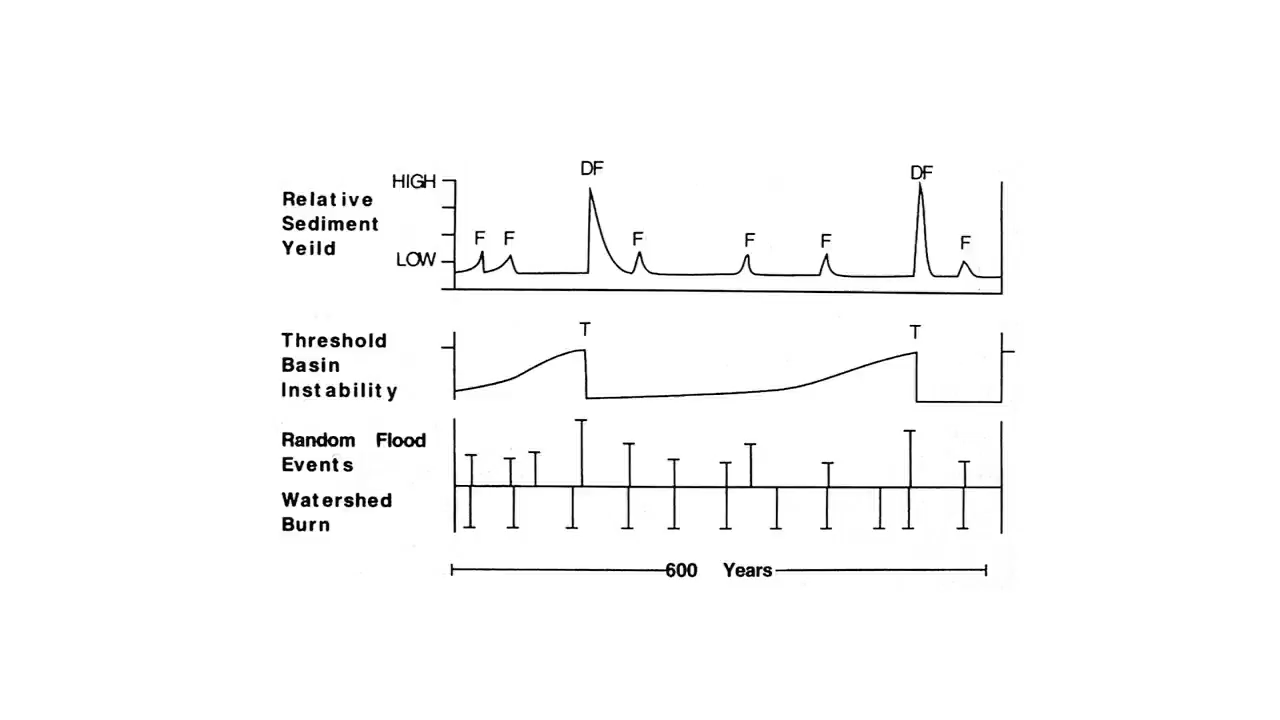 DF
DF
HIGH
Relative
Sediment
Yeild
F
F
F
F
F
F
LOW
T
T
Threshold
Basin
Instability
Random Flood
Events
Watershed
Burn
600 Years